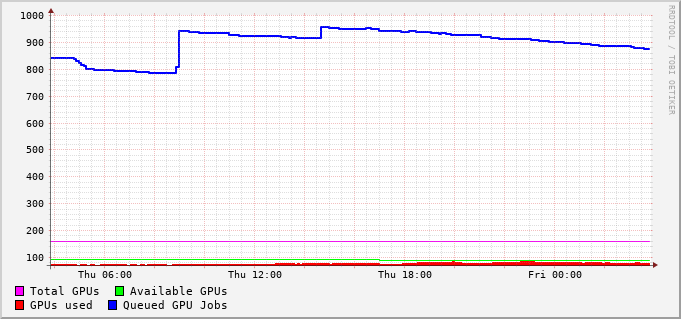 1000
900
800
700
600
500
400
300
200
100
Thu 06:00 Thu 12:00 Thu 18:00 Fri 00:00
Total GPUs Available GPUs
GPUs used Queued GPU Jobs
RRDTOOL / TOBI OETIKER